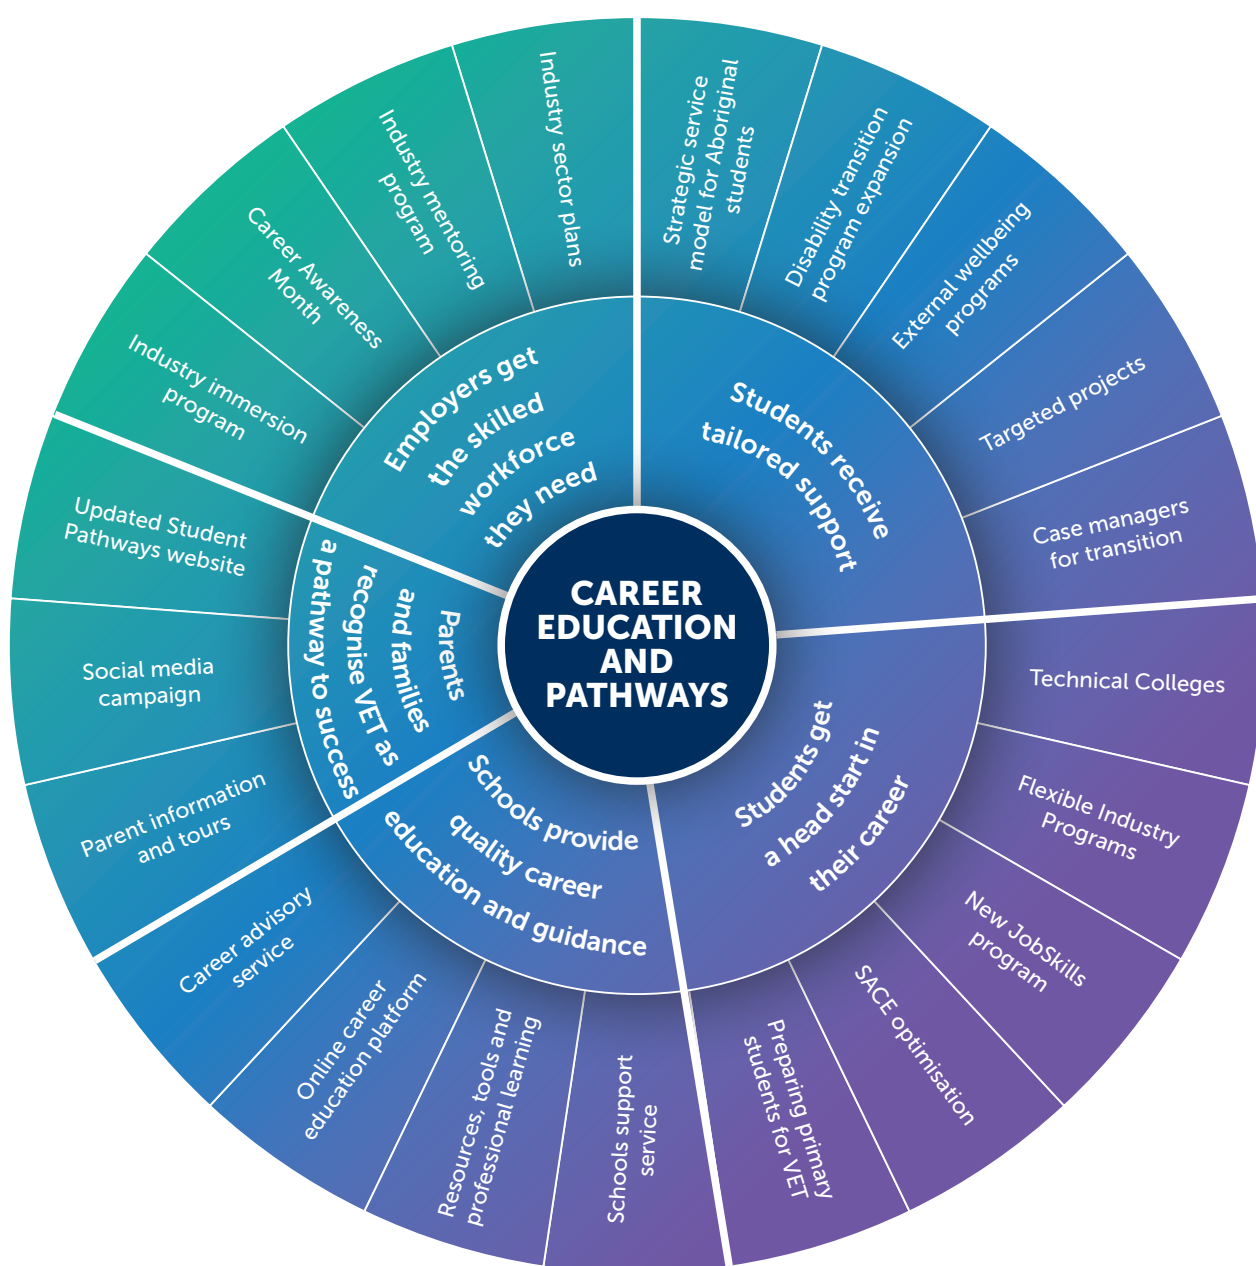 CAREER
EDUCATION
AND
PATHWAYS
Students receive
tailored support
Strategic service
model for Aboriginal
students
Disability transition
program expansion
External wellbeing
programs
Targeted projects
Case managers
for transition
Students get
a head start in
their career
Technical Colleges
Flexible Industry
Programs
New JobSkills
program
SACE optimisation
Preparing primary
students for VET
Schools provide
quality career
education and guidance
Schools support
service
Resources, tools and
professional learning
Online career
education platform
Career advisory
service
Parents
and families
recognise VET as
a pathway to success
Parent information
and tours
Social media
campaign
Updated Student
Pathways website
Employers get
the skilled
workforce
they need
Industry immersion
program
Career Awareness
Month
Industry mentoring
program
Industry sector plans